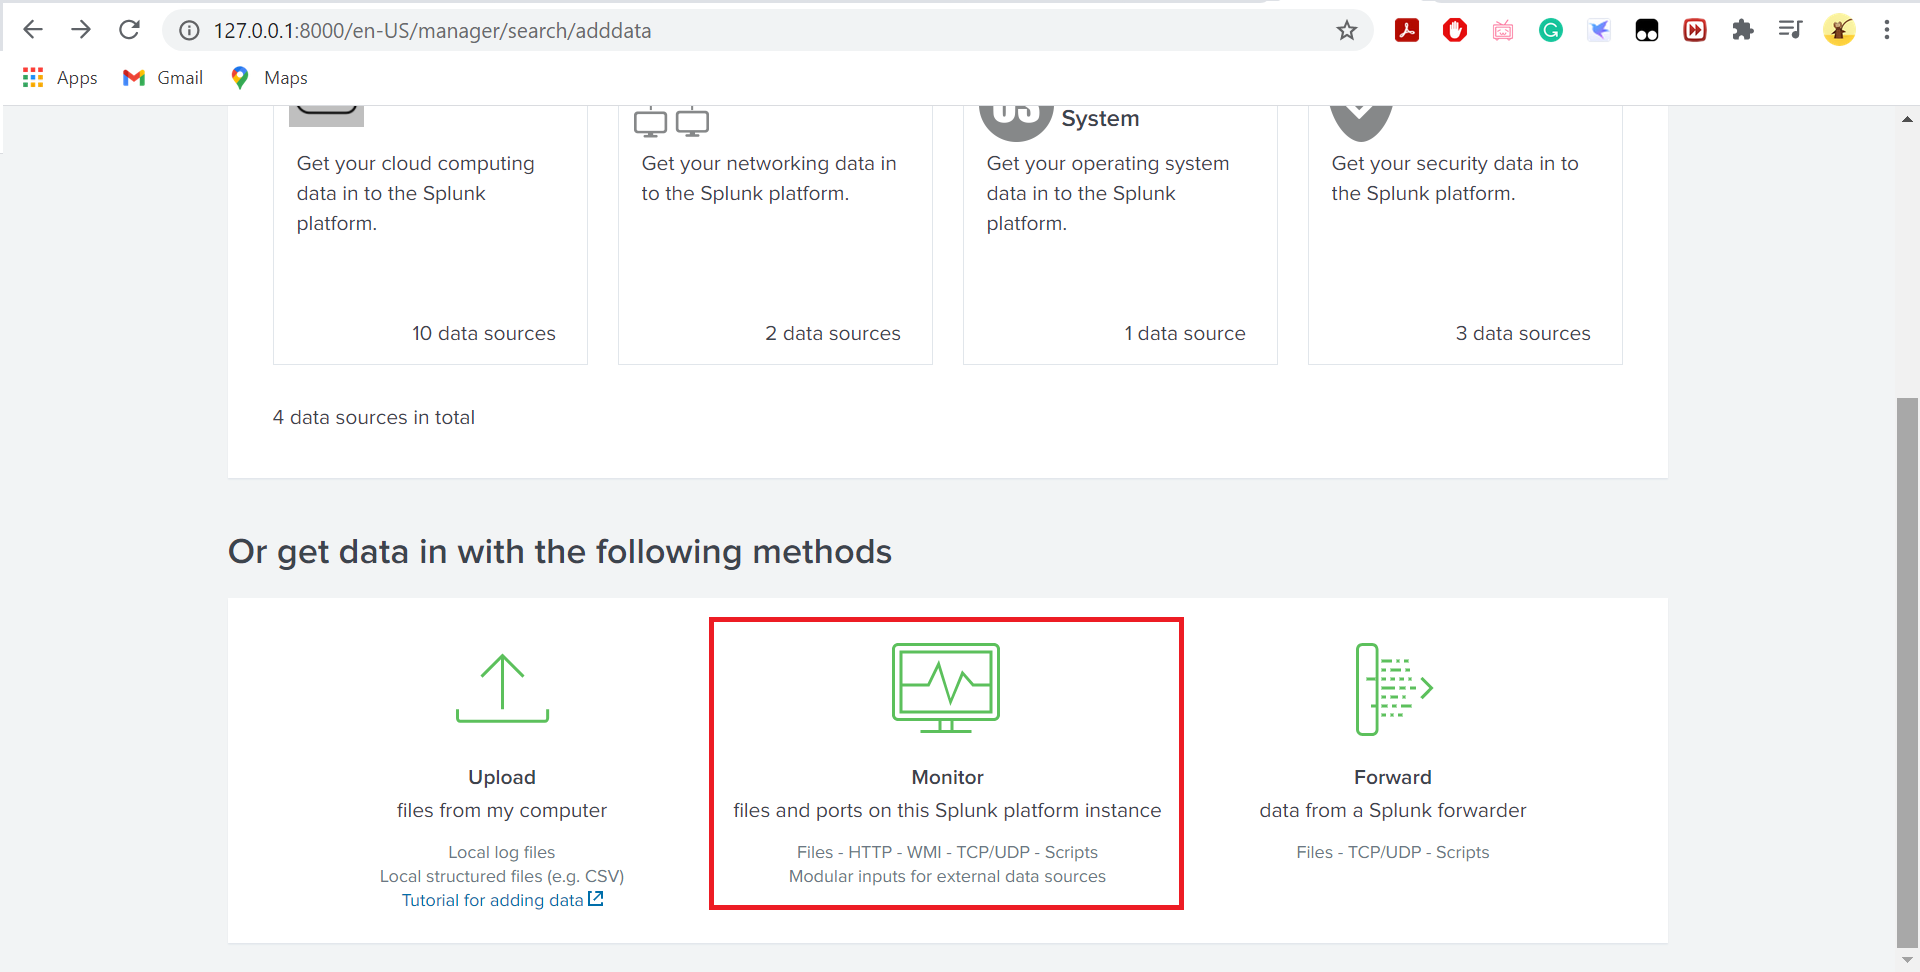 127.0.0.1:8000/en-US/manager/search/adddata
Apps
Gmail
Maps
System
Get your cloud computing
data in to the Splunk
platform.
10 data sources
Get your networking data in
to the Splunk platform.
2 data sources
Get your operating system
data in to the Splunk
platform.
1 data source
Get your security data in to
the Splunk platform.
3 data sources
4 data sources in total
Or get data in with the following methods
Upload
files from my computer
Local log files
Local structured files (e.g. CSV)
Tutorial for adding data
Monitor
files and ports on this Splunk platform instance
Files - HTTP - WMI - TCP/UDP - Scripts
Modular inputs for external data sources
Forward
data from a Splunk forwarder
Files - TCP/UDP - Scripts